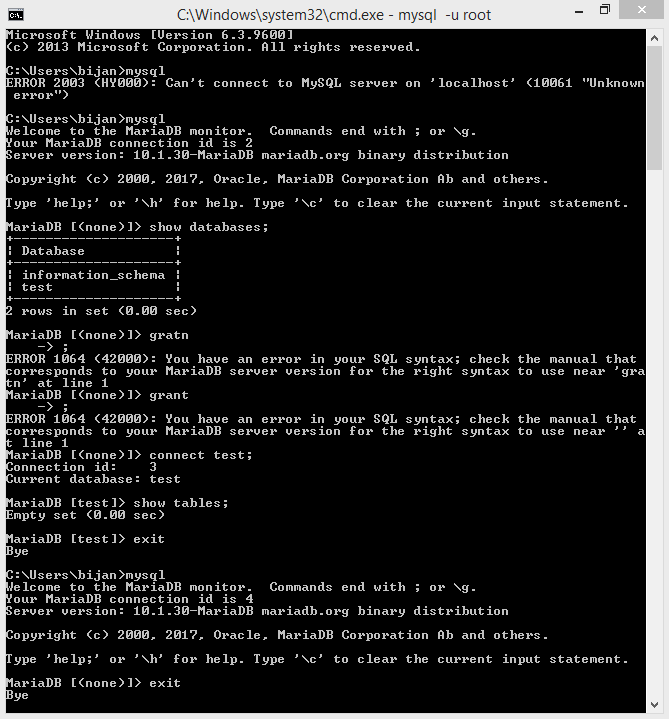 C:\Windows\system32\cmd.exe - mysql  -u root
Microsoft Windows [Version 6.3.9600]
(c) 2013 Microsoft Corporation. All rights reserved.

C:\Users\bijan>mysql
ERROR 2003 (HY000): Can't connect to MySQL server on 'localhost' (10061 "Unknown
 error")

C:\Users\bijan>mysql
Welcome to the MariaDB monitor.  Commands end with ; or \g.
Your MariaDB connection id is 2
Server version: 10.1.30-MariaDB mariadb.org binary distribution

Copyright (c) 2000, 2017, Oracle, MariaDB Corporation Ab and others.

Type 'help;' or '\h' for help. Type '\c' to clear the current input statement.

MariaDB [(none)]> show databases;
+--------------------+
| Database           |
+--------------------+
| information_schema |
| test               |
+--------------------+
2 rows in set (0.00 sec)

MariaDB [(none)]> gratn
    -> ;
ERROR 1064 (42000): You have an error in your SQL syntax; check the manual that
corresponds to your MariaDB server version for the right syntax to use near 'gra
tn' at line 1
MariaDB [(none)]> grant
    -> ;
ERROR 1064 (42000): You have an error in your SQL syntax; check the manual that
corresponds to your MariaDB server version for the right syntax to use near '' a
t line 1
MariaDB [(none)]> connect test;
Connection id:    3
Current database: test

MariaDB [test]> show tables;
Empty set (0.00 sec)

MariaDB [test]> exit
Bye

C:\Users\bijan>mysql
Welcome to the MariaDB monitor.  Commands end with ; or \g.
Your MariaDB connection id is 4
Server version: 10.1.30-MariaDB mariadb.org binary distribution

Copyright (c) 2000, 2017, Oracle, MariaDB Corporation Ab and others.

Type 'help;' or '\h' for help. Type '\c' to clear the current input statement.

MariaDB [(none)]> exit
Bye